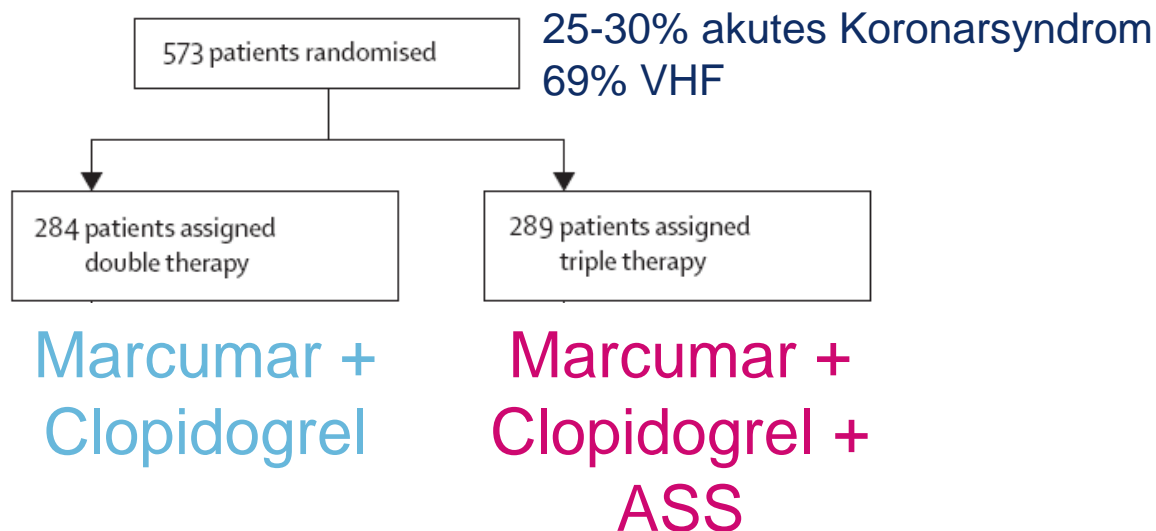 573 patients randomised
25-30% akutes Koronarsyndrom
69% VHF
284 patients assigned
double therapy
289 patients assigned
triple therapy
Marcumar +
Clopidogrel
Marcumar +
Clopidogrel +
ASS